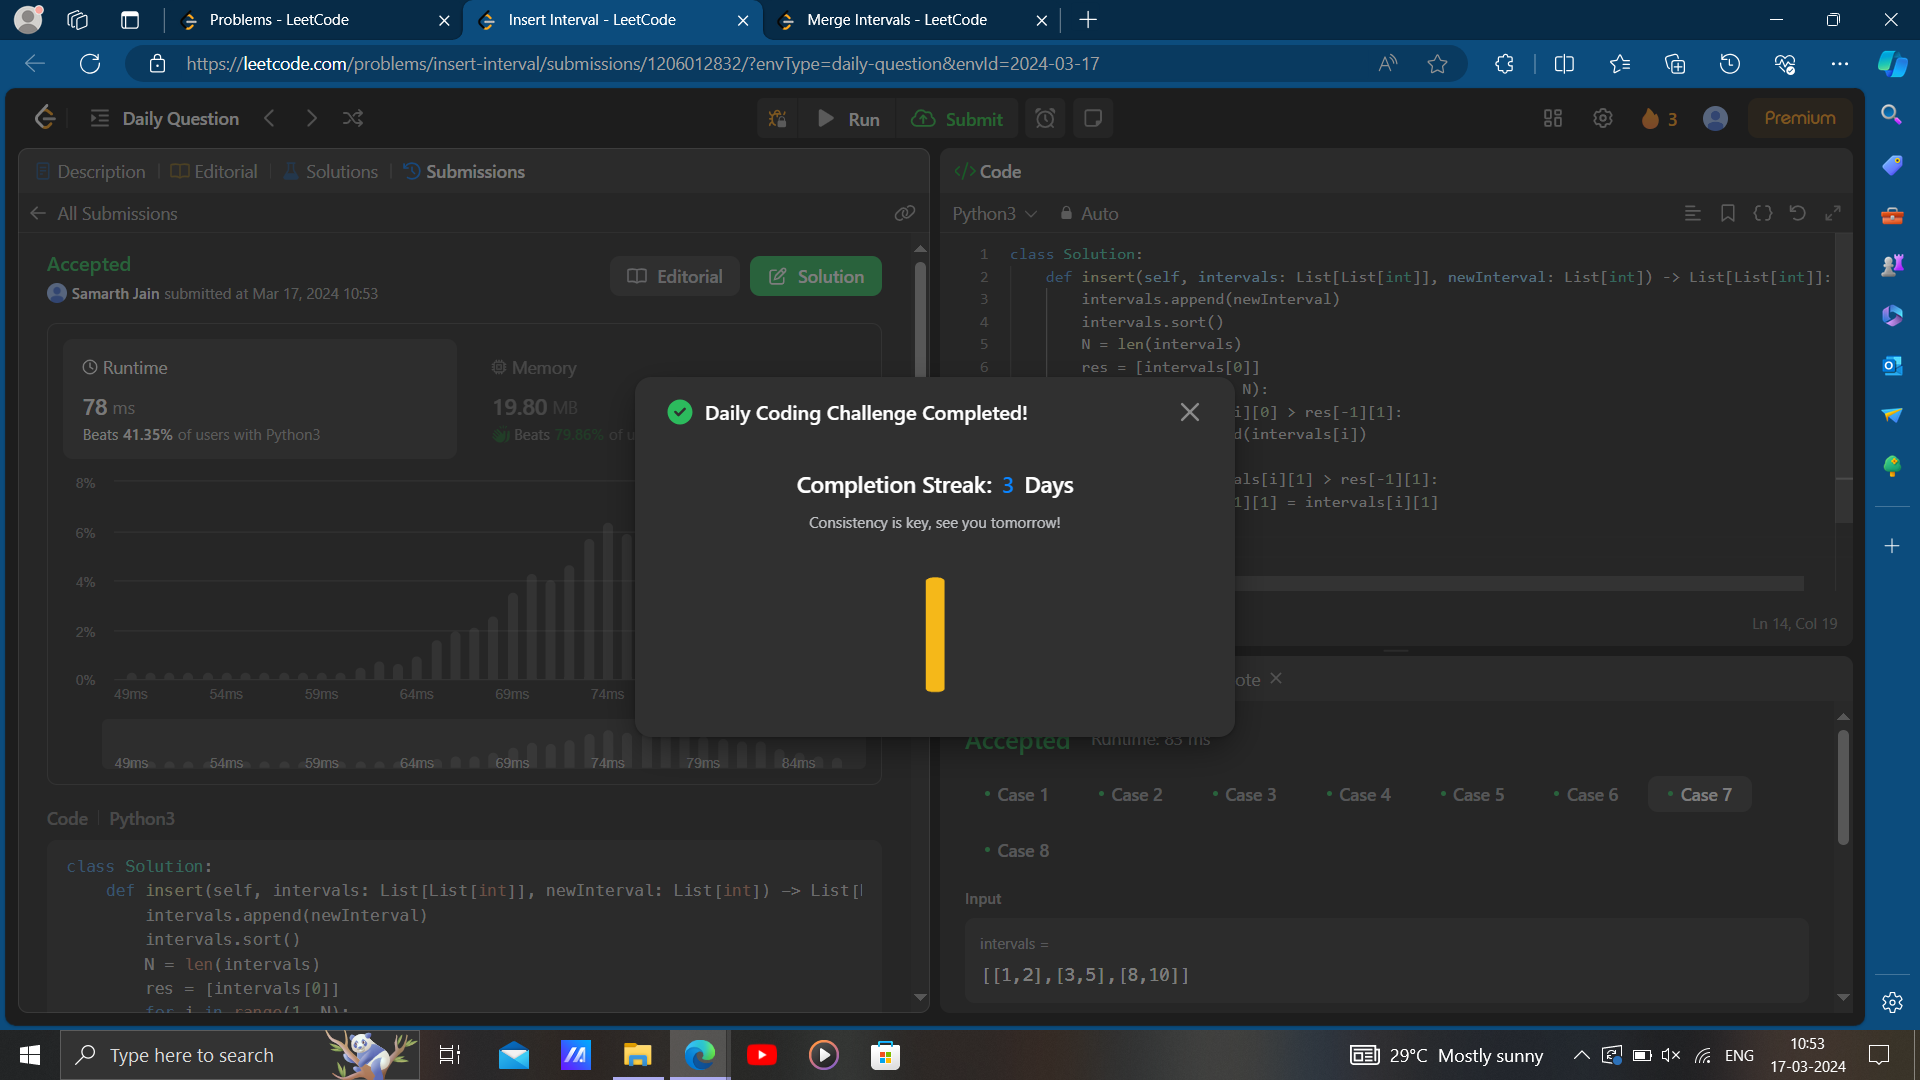 Problems - LeetCode
Insert Interval - LeetCode
Merge Intervals - LeetCode
https://leetcode.com/problems/insert-interval/submissions/1206012832/?envType=daily-question&envId=2024-03-17
Daily Question
Run
Submit
3
Premium
Description
Editorial
Solutions
Submissions
All Submissions
Accepted
Samarth Jain submitted at Mar 17, 2024 10:53
Editorial
Solution
Runtime
78 ms
Beats 41.35% of users with Python3
Memory
19.80 MB
Beats 79.86% of u
8%
6%
4%
2%
0%
49ms 54ms 59ms 64ms 69ms 74ms
49ms 54ms 59ms 64ms 69ms 74ms 79ms 84ms
Code | Python3
class Solution:
def insert(self, intervals: List[List[int]], newInterval: List[int]) -> List[
intervals.append(newInterval)
intervals.sort()
N = len(intervals)
res = [intervals[0]]
for i in range(1, N):
Daily Coding Challenge Completed!
Completion Streak: 3 Days
Consistency is key, see you tomorrow!
</> Code
Python3
Auto
1 class Solution:
2 def insert(self, intervals: List[List[int]], newInterval: List[int]) -> List[List[int]]:
3 intervals.append(newInterval)
4 intervals.sort()
5 N = len(intervals)
6 res = [intervals[0]]
N):
i][0] > res[-1][1]:
d(intervals[i])
als[i][1] > res[-1][1]:
1][1] = intervals[i][1]
Ln 14, Col 19
ote
Accepted Runtime: 83 ms
Case 1
Case 2
Case 3
Case 4
Case 5
Case 6
Case 7
Case 8
Input
intervals =
[[1,2],[3,5],[8,10]]
Type here to search
29°C Mostly sunny
ENG
10:53
17-03-2024